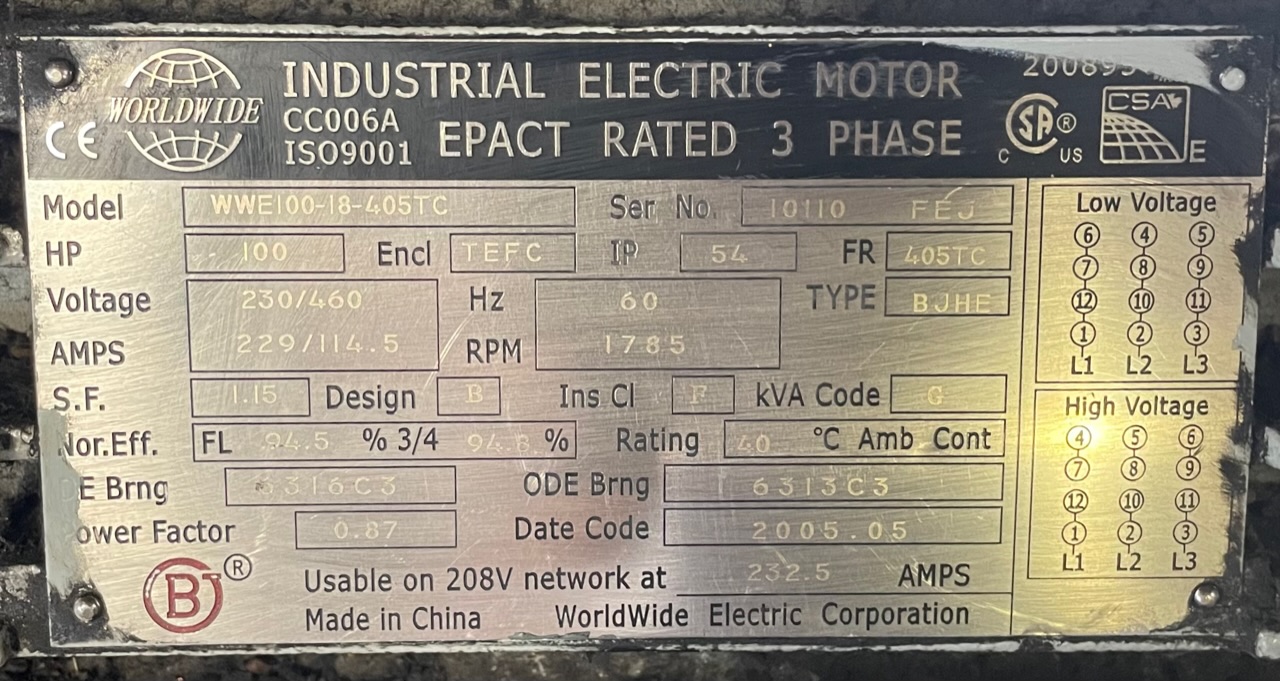 INDUSTRIAL ELECTRIC MOTOR
WORLDWIDE
CC006A
ISO9001
EPACT RATED 3 PHASE
CE
SA ®
C US
CSA
E
Model WWE100-18-405TC Ser. No. 10110 FEJ
HP 100 Encl TEFC IP 54 FR 405TC
Voltage 230/460 Hz 60 TYPE BJHE
AMPS 229/114.5 RPM 1785
S.F. 1.15 Design B Ins Cl F kVA Code G
Nor.Eff. FL 94.5 % 3/4 94.8 % Rating 40 °C Amb Cont
E Brng 6316C3 ODE Brng 6313C3
ower Factor 0.87 Date Code 2005.05
B ®
Usable on 208V network at 232.5 AMPS
Made in China WorldWide Electric Corporation
Low Voltage
⑥ ④ ⑤
⑦ ⑧ ⑨
⑫ ⑩ ⑪
① ② ③
L1 L2 L3
High Voltage
④ ⑤ ⑥
⑦ ⑧ ⑨
⑫ ⑩ ⑪
① ② ③
L1 L2 L3